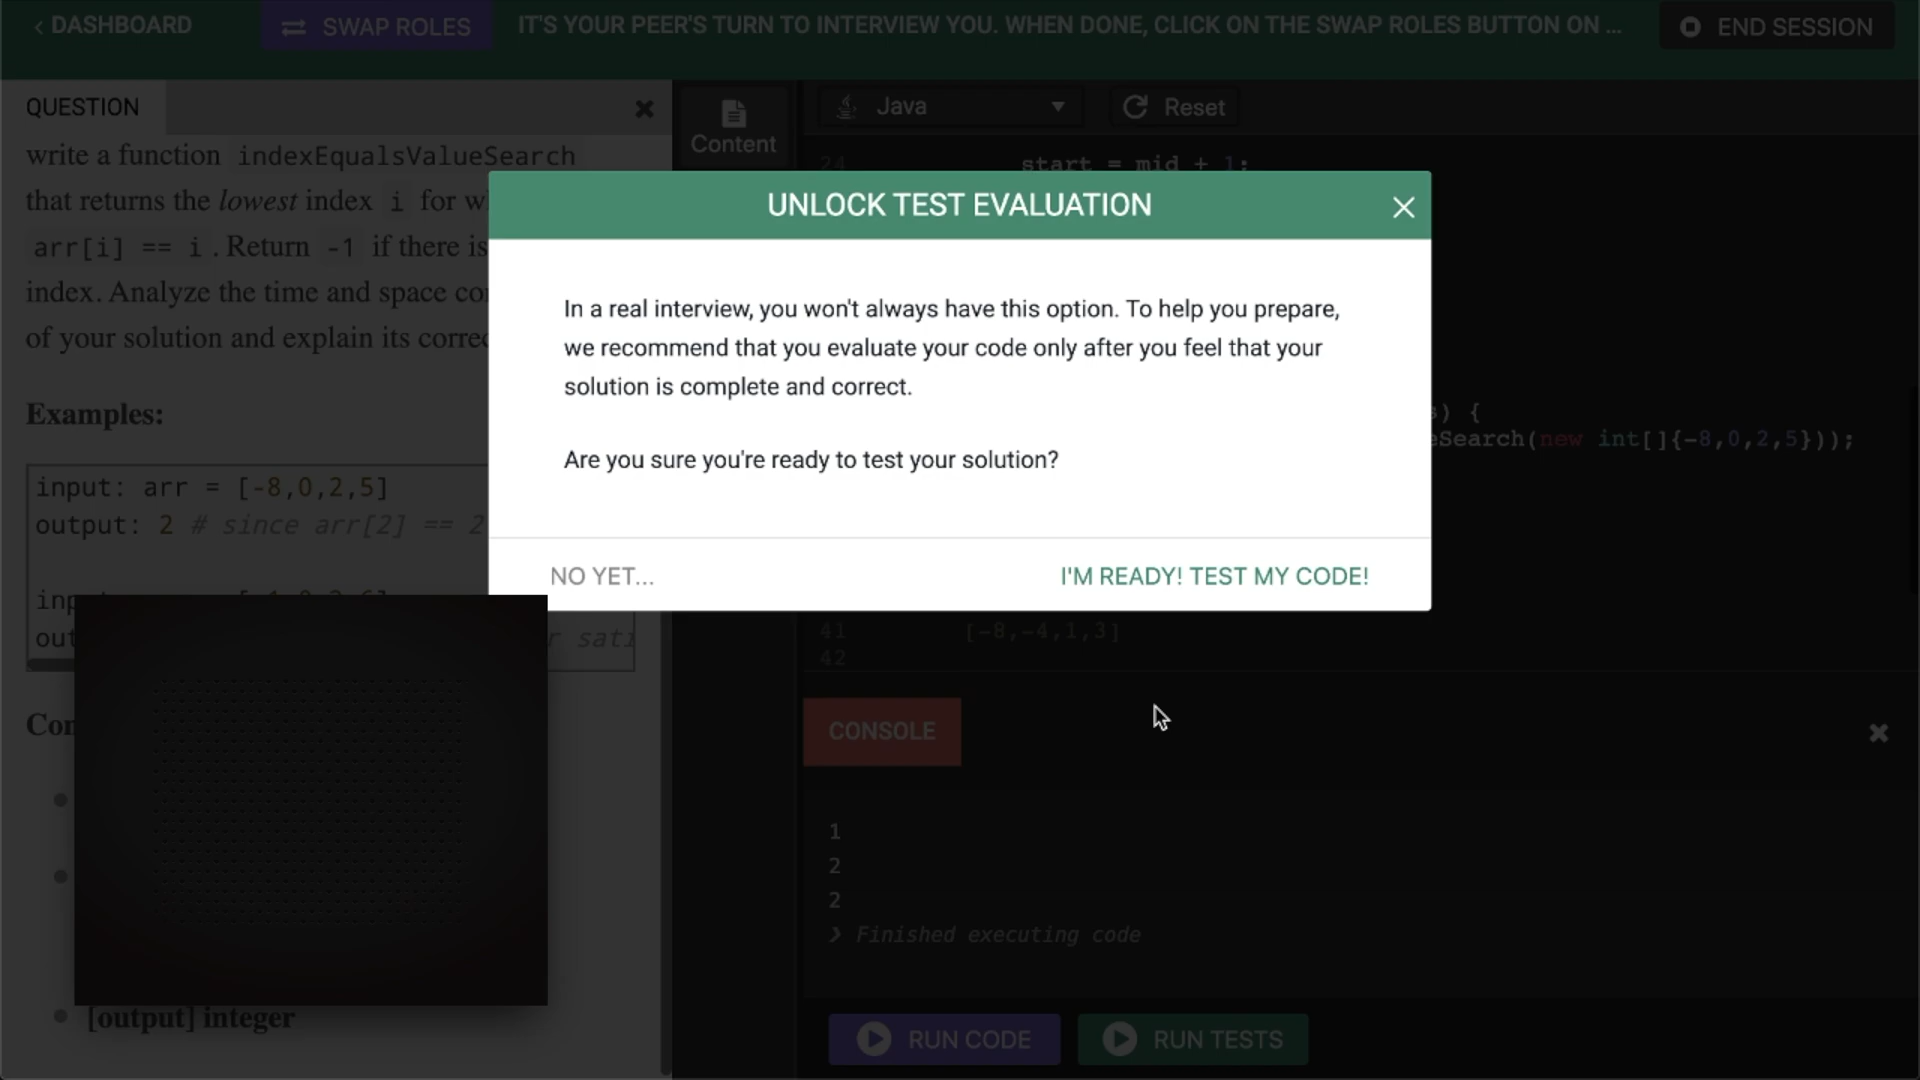 DASHBOARD
SWAP ROLES
IT'S YOUR PEER'S TURN TO INTERVIEW YOU. WHEN DONE, CLICK ON THE SWAP ROLES BUTTON ON ...
END SESSION
QUESTION
write a function indexEqualsValueSearch
that returns the lowest index i for
arr[i] == i. Return -1 if there is
index. Analyze the time and space
of your solution and explain its
Examples:
input: arr = [-8,0,2,5]
output: 2 # since arr[2] == 2
[output] integer
Content
Java
Reset
24 start = mid + 1;
UNLOCK TEST EVALUATION
In a real interview, you won't always have this option. To help you prepare,
we recommend that you evaluate your code only after you feel that your
solution is complete and correct.
Are you sure you're ready to test your solution?
NO YET...
I'M READY! TEST MY CODE!
) {
Search(new int[]{-8,0,2,5}));
41 [-8,-4,1,3]
42
CONSOLE
1
2
2
❯ Finished executing code
RUN CODE
RUN TESTS